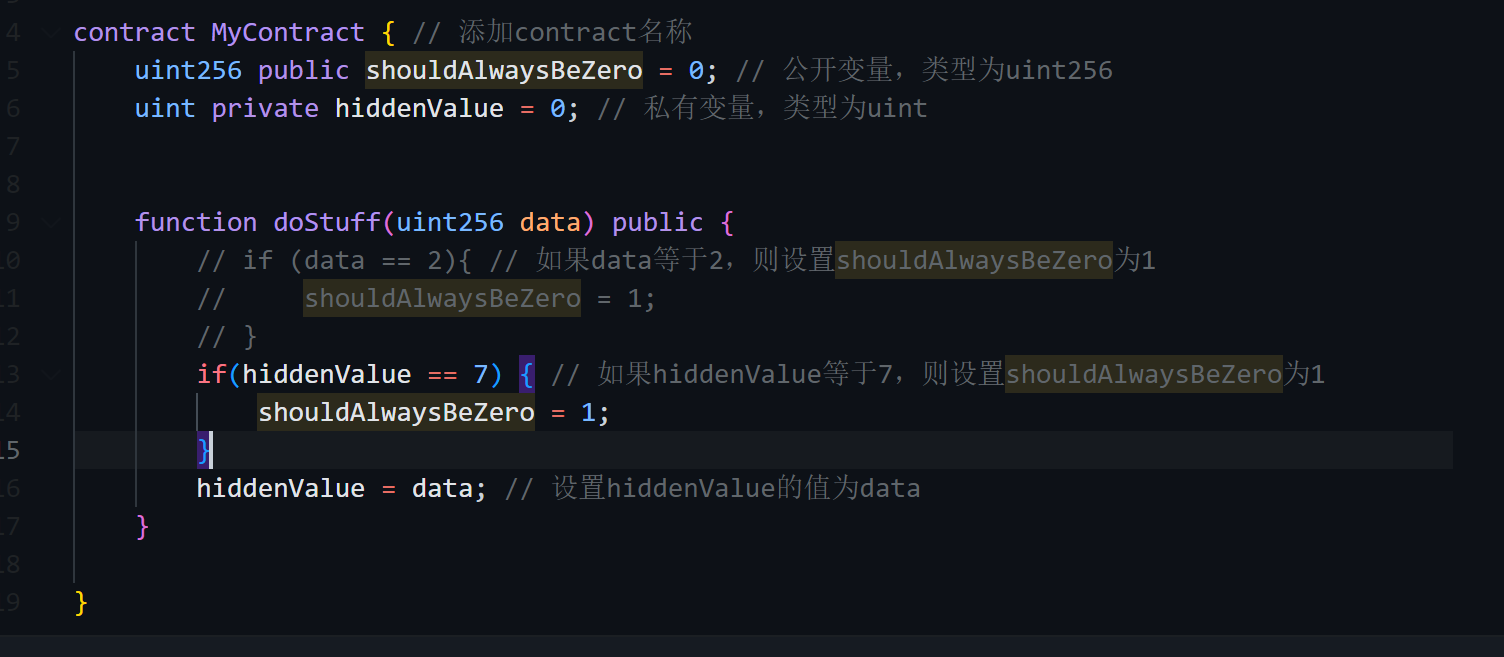 4 contract MyContract { // 添加contract名称
5 uint256 public shouldAlwaysBeZero = 0; // 公开变量，类型为uint256
6 uint private hiddenValue = 0; // 私有变量，类型为uint
7
8
9 function doStuff(uint256 data) public {
10 // if (data == 2){ // 如果data等于2，则设置shouldAlwaysBeZero为1
11 //     shouldAlwaysBeZero = 1;
12 // }
13 if(hiddenValue == 7) { // 如果hiddenValue等于7，则设置shouldAlwaysBeZero为1
14 shouldAlwaysBeZero = 1;
15 }
16 hiddenValue = data; // 设置hiddenValue的值为data
17 }
18
19 }